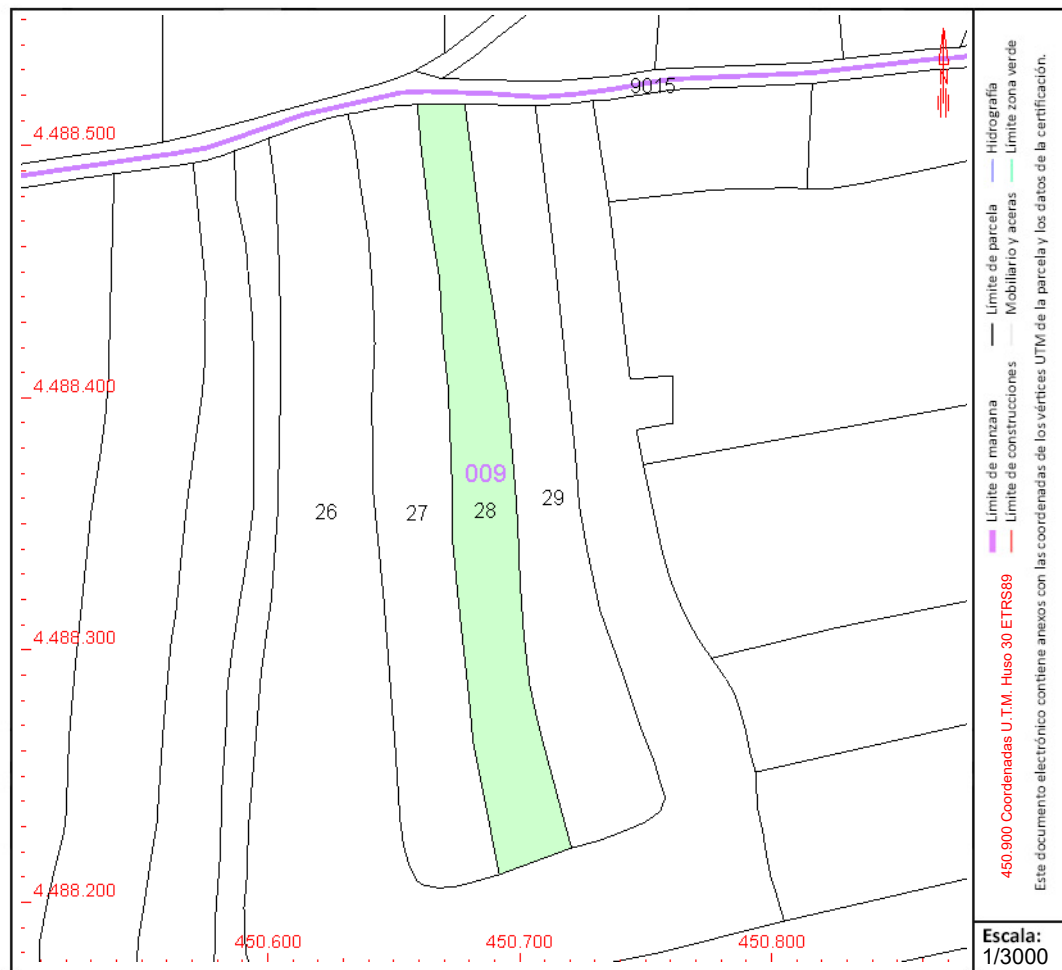 9015
4.488.500
4.488.400
009
26
27
28
29
4.488.300
4.488.200
450.600
450.700
450.800
450.900 Coordenadas U.T.M. Huso 30 ETRS89
Límite de manzana
Límite de parcela
Hidrografía
Límite de construcciones
Mobiliario y aceras
Límite zona verde
Este documento electrónico contiene anexos con las coordenadas de los vértices UTM de la parcela y los datos de la certificación.
Escala:
1/3000